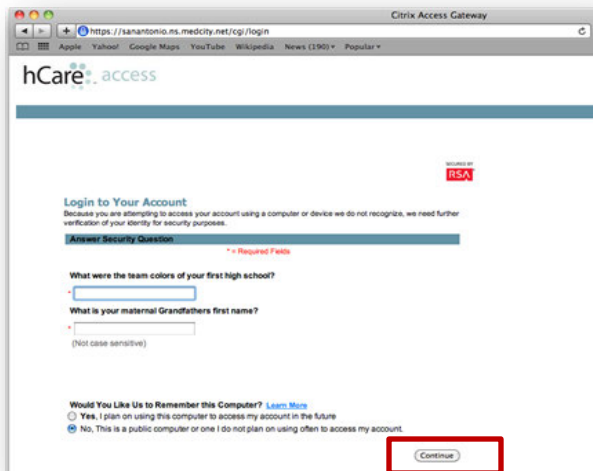 Citrix Access Gateway
https://sanantonio.ns.medcity.net/cgi/login
Apple Yahoo! Google Maps YouTube Wikipedia News (190) Popular
hCare access
SECURED BY
RSA
Login to Your Account
Because you are attempting to access your account using a computer or device we do not recognize, we need further
verification of your identity for security purposes.
Answer Security Question
* = Required Fields
What were the team colors of your first high school?
*
What is your maternal Grandfathers first name?
*
(Not case sensitive)
Would You Like Us to Remember this Computer? Learn More
Yes, I plan on using this computer to access my account in the future
No, This is a public computer or one I do not plan on using often to access my account.
Continue